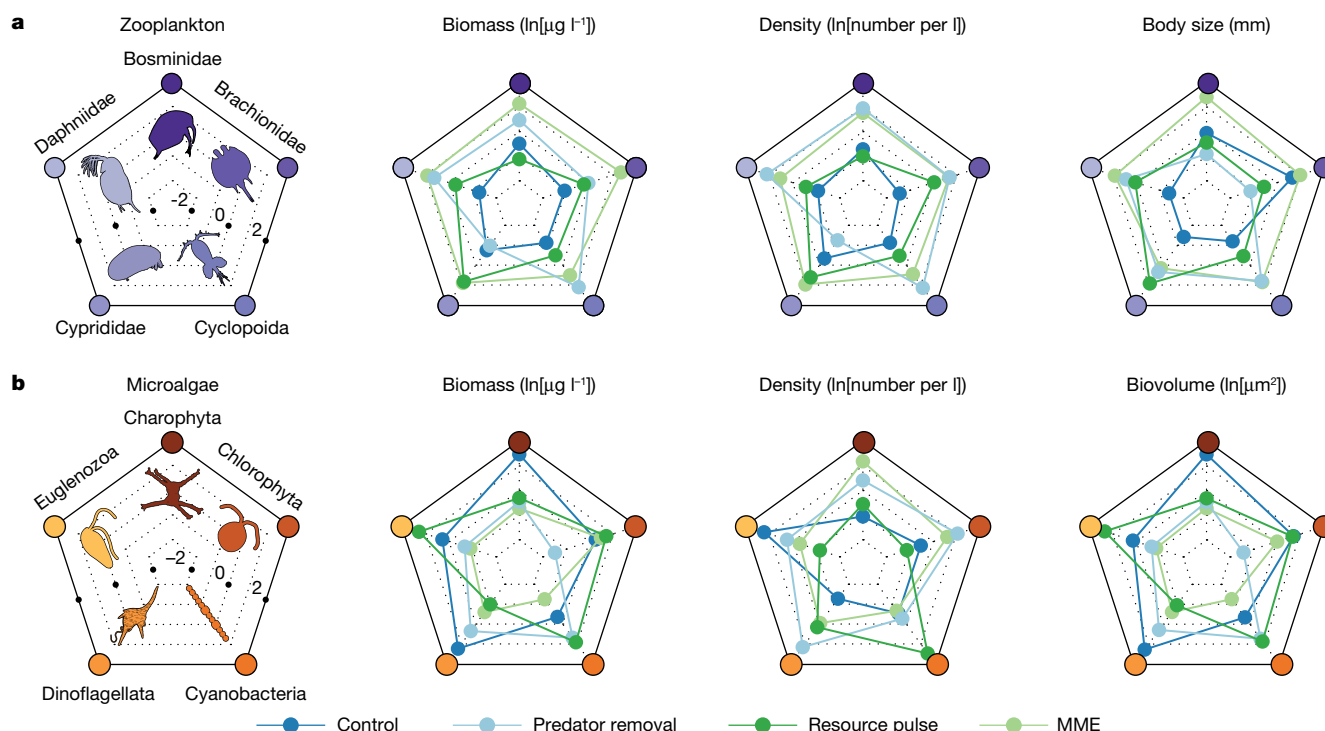 a
Zooplankton
Biomass (ln[μg l⁻¹])
Density (ln[number per l])
Body size (mm)
Bosminidae
Daphniidae
Brachionidae
-2
0
2
Cyprididae
Cyclopoida
b
Microalgae
Biomass (ln[μg l⁻¹])
Density (ln[number per l])
Biovolume (ln[μm²])
Charophyta
Euglenozoa
Chlorophyta
–2
0
2
Dinoflagellata
Cyanobacteria
Control
Predator removal
Resource pulse
MME